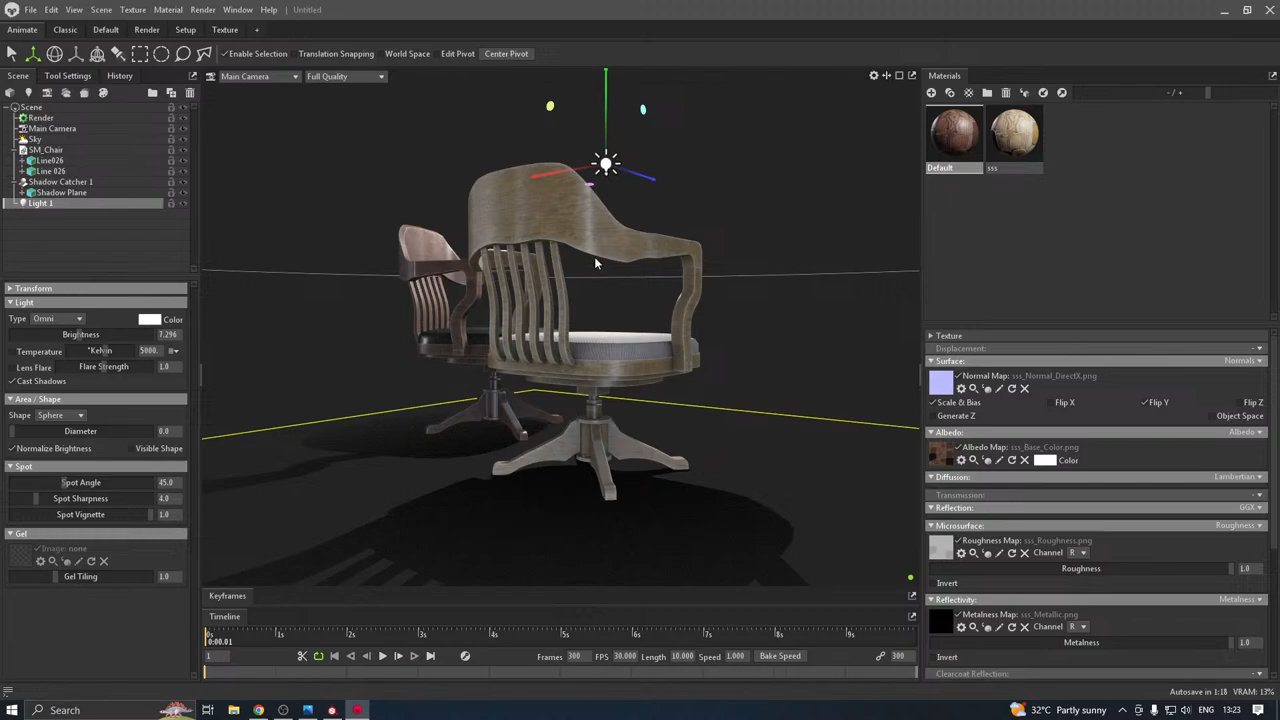 File Edit View Scene Texture Material Render Window Help Untitled
Animate Classic Default Render Setup Texture +
Enable Selection Translation Snapping World Space Edit Pivot Center Pivot
Scene Tool Settings History
Main Camera Full Quality
Materials
- / +
Scene
Render
Main Camera
Sky
SM_Chair
Line026
Line 026
Shadow Catcher 1
Shadow Plane
Light 1
Default sss
Transform
Light
Type Omni Color
Brightness 7.296
Temperature °Kelvin 5000.
Lens Flare Flare Strength 1.0
Cast Shadows
Area / Shape
Shape Sphere
Diameter 0.0
Normalize Brightness Visible Shape
Spot
Spot Angle 45.0
Spot Sharpness 4.0
Spot Vignette 1.0
Gel
Image: none
Gel Tiling 1.0
Texture
Displacement: -
Surface: Normals
Normal Map: sss_Normal_DirectX.png
Scale & Bias Flip X Flip Y Flip Z
Generate Z Object Space
Albedo: Albedo
Albedo Map: sss_Base_Color.png
Color
Diffusion: Lambertian
Transmission: -
Reflection: GGX
Microsurface: Roughness
Roughness Map: sss_Roughness.png
Channel R
Roughness 1.0
Invert
Reflectivity: Metalness
Metalness Map: sss_Metallic.png
Channel R
Metalness 1.0
Invert
Clearcoat Reflection: -
Keyframes
Timeline
0s 1s 2s 3s 4s 5s 6s 7s 8s 9s
0:00.01
1 Frames 300 FPS 30.000 Length 10.000 Speed 1.000 Bake Speed 300
Autosave in 1:18 VRAM: 13%
Search 32°C Partly sunny ENG 13:23